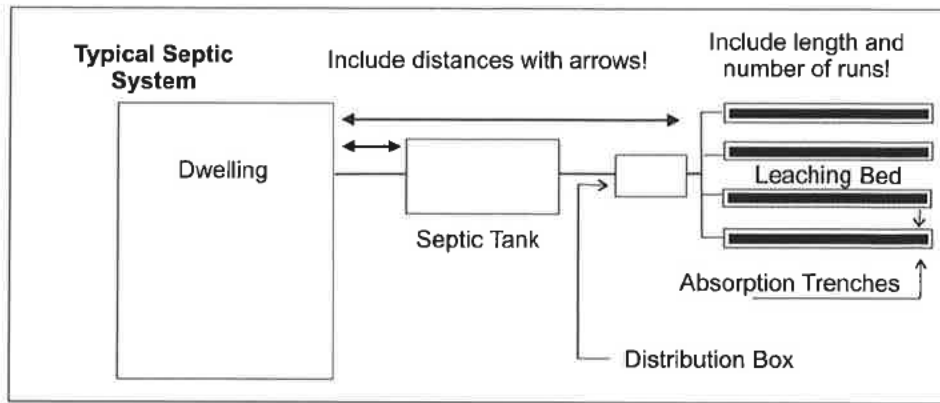 Typical Septic
System
Include distances with arrows!
Include length and
number of runs!
Dwelling
Septic Tank
Leaching Bed
Absorption Trenches
Distribution Box